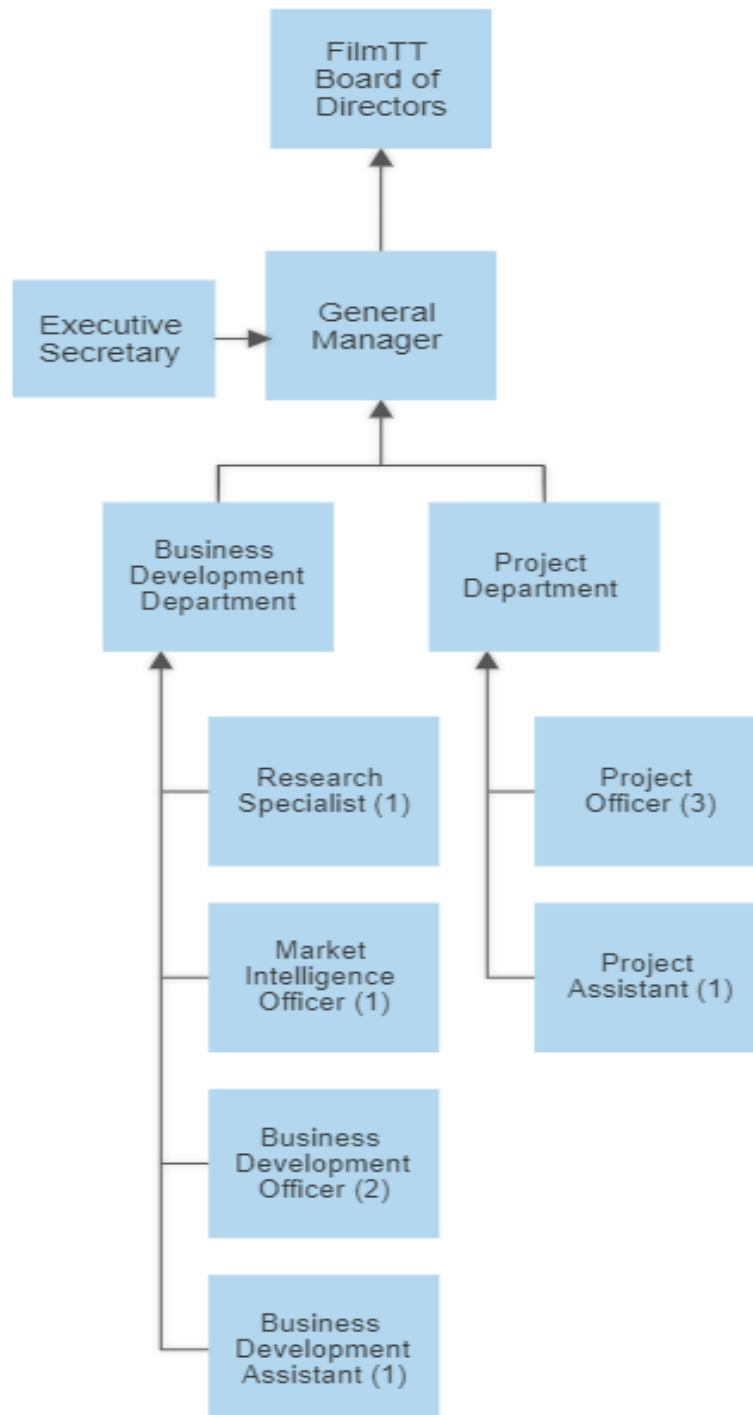 FilmTT
Board of
Directors
Executive
Secretary
General
Manager
Business
Development
Department
Project
Department
Research
Specialist (1)
Project
Officer (3)
Market
Intelligence
Officer (1)
Project
Assistant (1)
Business
Development
Officer (2)
Business
Development
Assistant (1)